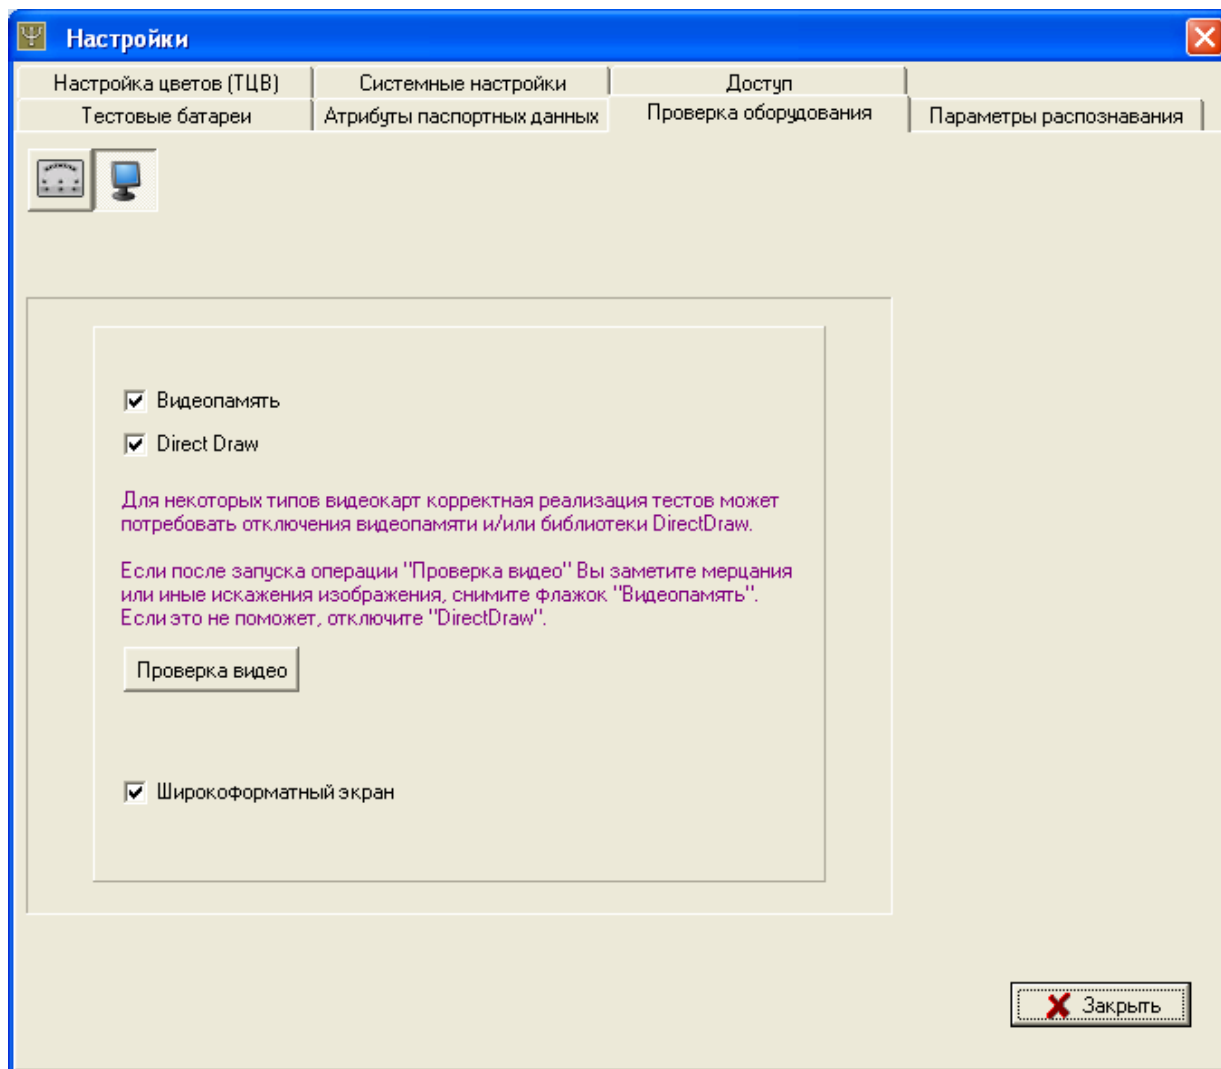 Настройки
Настройка цветов (ТЦВ)
Системные настройки
Доступ
Тестовые батареи
Атрибуты паспортных данных
Проверка оборудования
Параметры распознавания
Видеопамять
Direct Draw
Для некоторых типов видеокарт корректная реализация тестов может
потребовать отключения видеопамяти и/или библиотеки DirectDraw.
Если после запуска операции "Проверка видео" Вы заметите мерцания
или иные искажения изображения, снимите флажок "Видеопамять".
Если это не поможет, отключите "DirectDraw".
Проверка видео
Широкоформатный экран
Закрыть